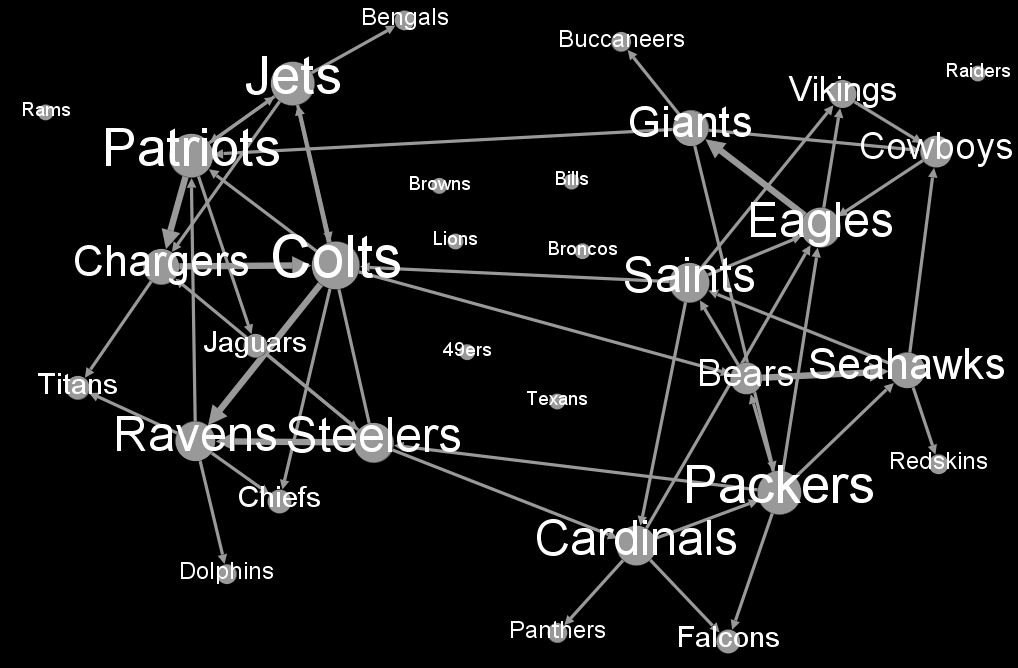 Bengals
Buccaneers
Raiders
Jets
Vikings
Rams
Giants
Patriots
Cowboys
Browns
Bills
Eagles
Lions
Broncos
Chargers
Colts
Saints
Jaguars
49ers
Bears
Seahawks
Titans
Texans
Ravens
Steelers
Redskins
Chiefs
Packers
Cardinals
Dolphins
Panthers
Falcons